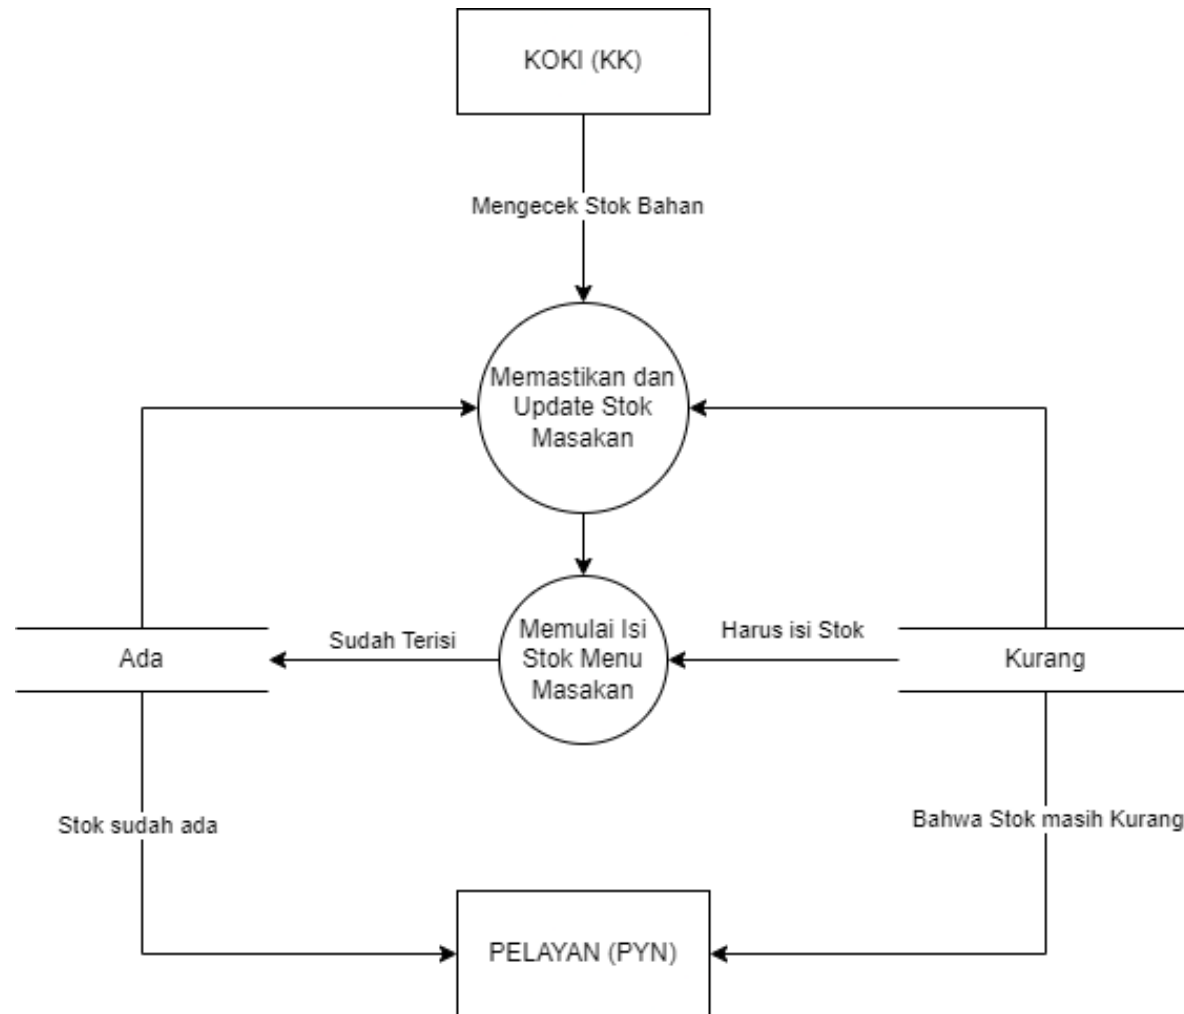 KOKI (KK)
Mengecek Stok Bahan
Memastikan dan
Update Stok
Masakan
Sudah Terisi
Memulai Isi
Stok Menu
Masakan
Harus isi Stok
Ada
Kurang
Stok sudah ada
Bahwa Stok masih Kurang
PELAYAN (PYN)